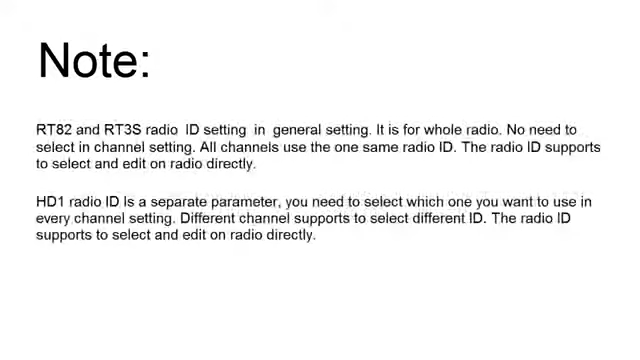 Note:
RT82 and RT3S radio ID setting in general setting. It is for whole radio. No need to
select in channel setting. All channels use the one same radio ID. The radio ID supports
to select and edit on radio directly.
HD1 radio ID Is a separate parameter, you need to select which one you want to use in
every channel setting. Different channel supports to select different ID. The radio ID
supports to select and edit on radio directly.